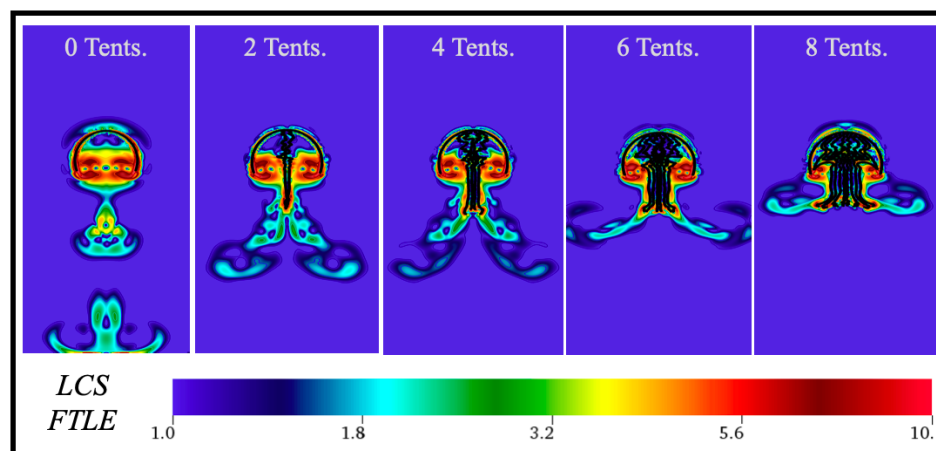 0 Tents. 2 Tents. 4 Tents. 6 Tents. 8 Tents.
LCS
FTLE
1.0 1.8 3.2 5.6 10.